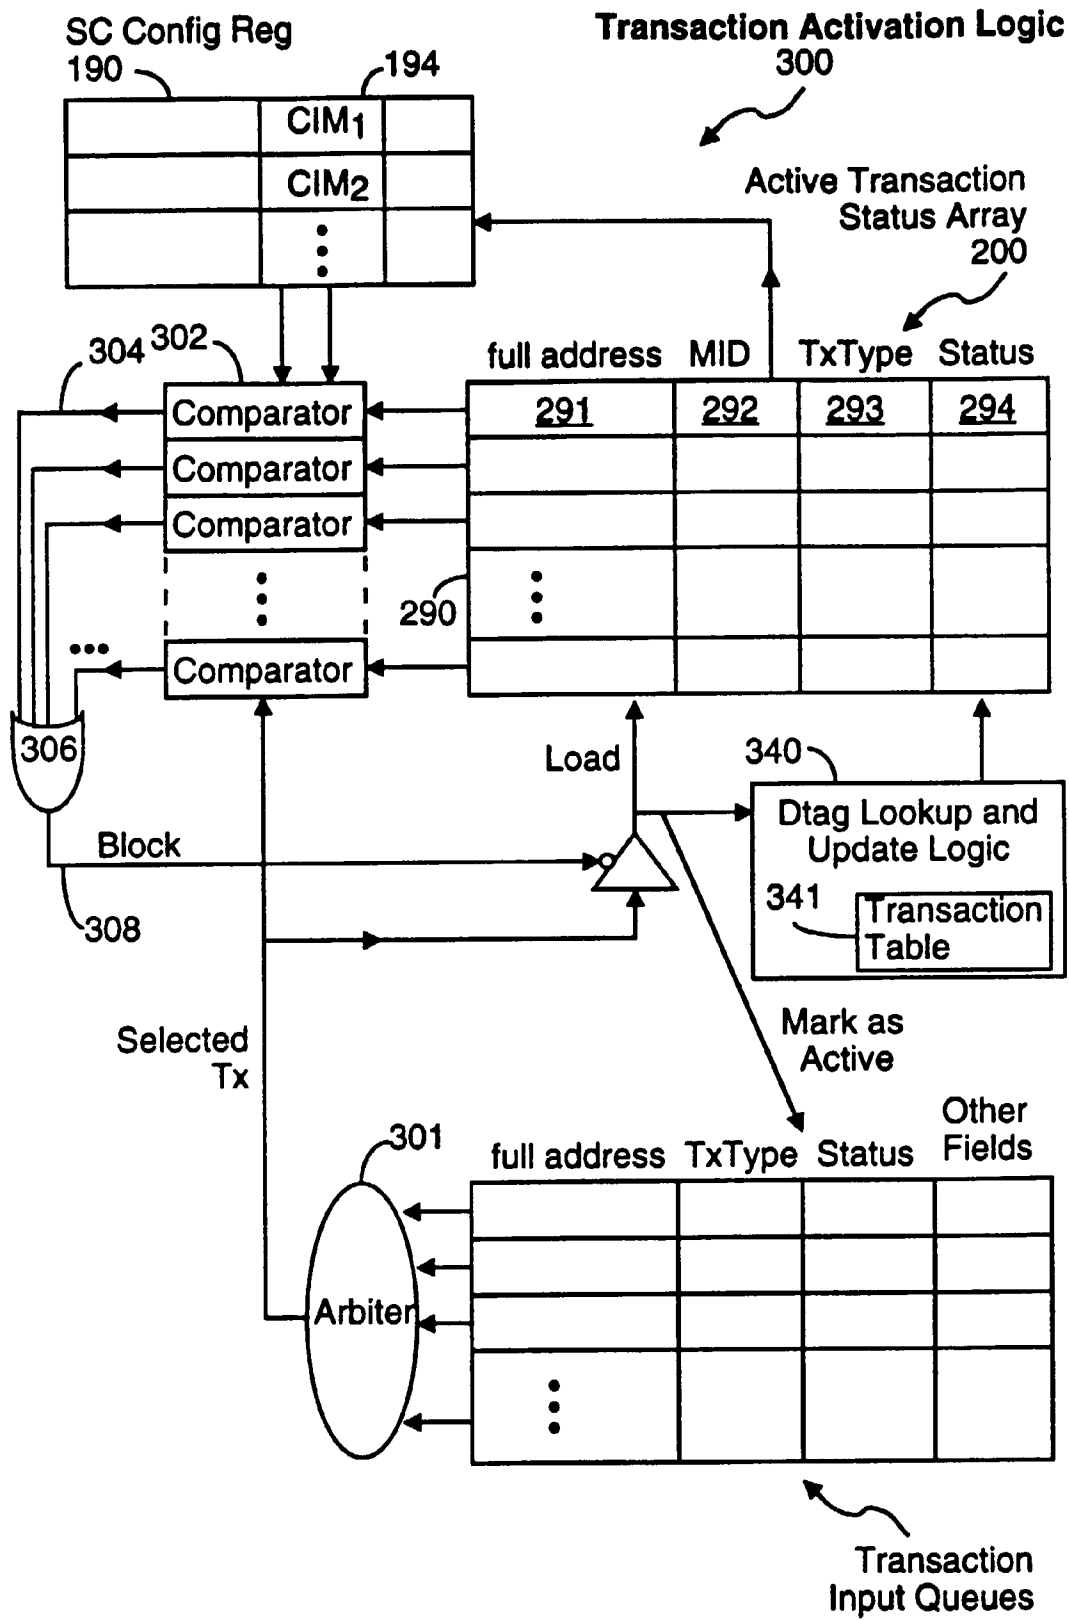 SC Config Reg
190
194
Transaction Activation Logic
300
CIM1
CIM2
Active Transaction
Status Array
200
304
302
full address MID TxType Status
291 292 293 294
Comparator
Comparator
Comparator
290
Comparator
306
Load
340
Dtag Lookup and
Update Logic
341
Transaction
Table
Block
308
Selected
Tx
Mark as
Active
301
full address TxType Status Other
Fields
Arbiter
Transaction
Input Queues